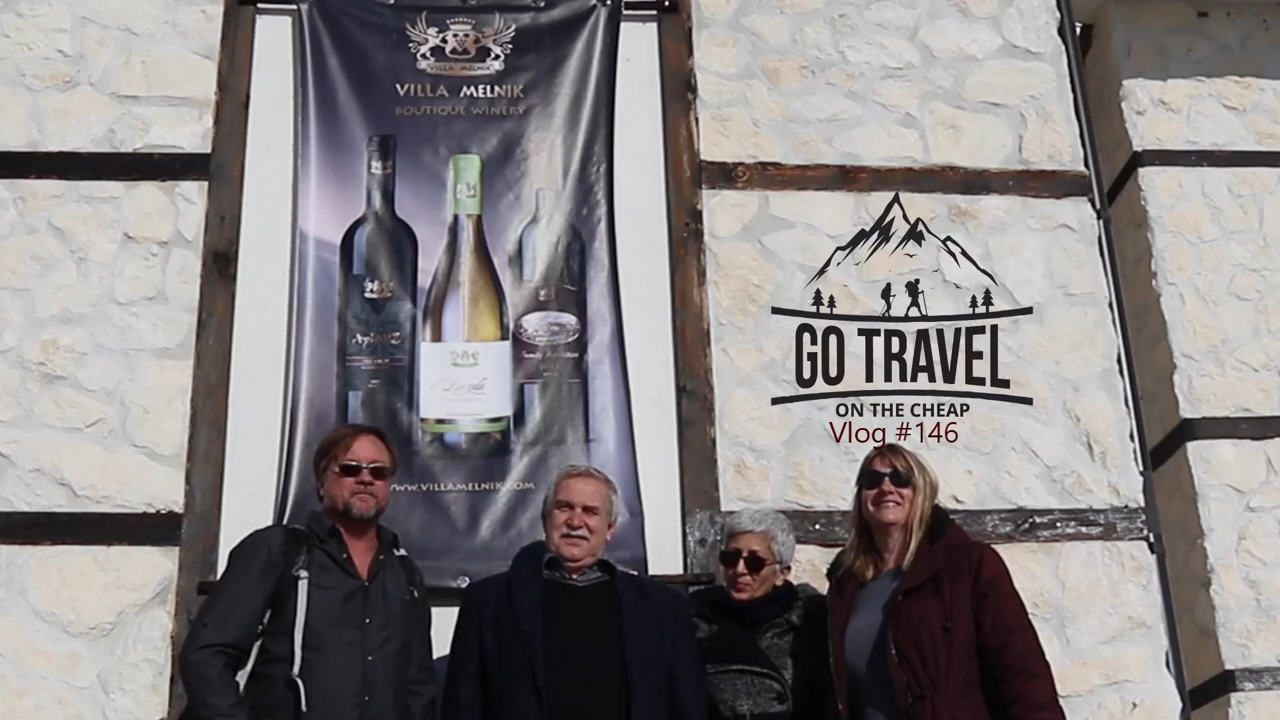 VILLA MELNIK
VILLA MELNIK
BOUTIQUE WINERY
WWW.VILLAMELNIK.COM
GO TRAVEL
ON THE CHEAP
Vlog #146